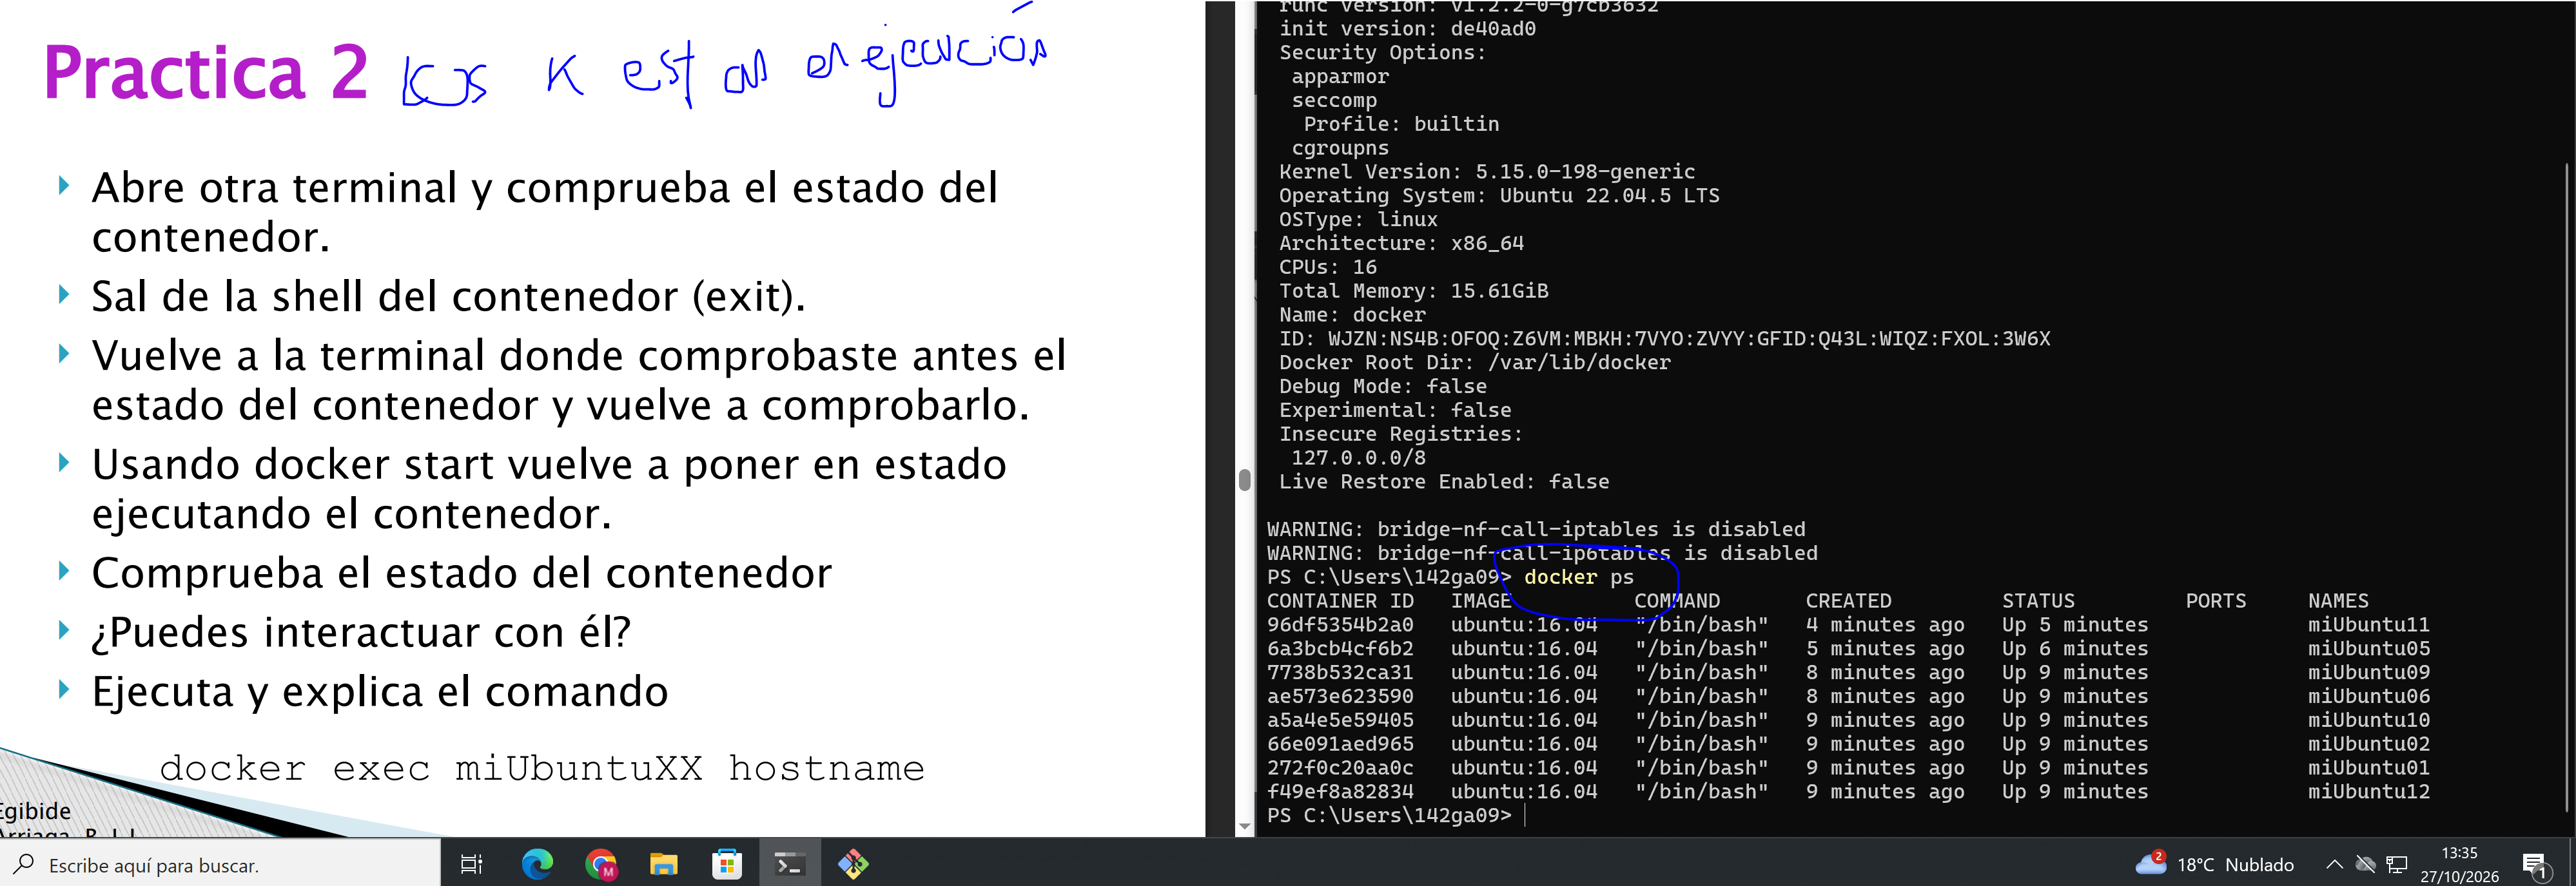 Practica 2 los K estan en ejecución
Abre otra terminal y comprueba el estado del
contenedor.
Sal de la shell del contenedor (exit).
Vuelve a la terminal donde comprobaste antes el
estado del contenedor y vuelve a comprobarlo.
Usando docker start vuelve a poner en estado
ejecutando el contenedor.
Comprueba el estado del contenedor
¿Puedes interactuar con él?
Ejecuta y explica el comando
docker exec miUbuntuXX hostname
Egibide
Arriaga, R.J.J.
runc version: v1.2.2-0-g7cb3632
init version: de40ad0
Security Options:
apparmor
seccomp
Profile: builtin
cgroupns
Kernel Version: 5.15.0-198-generic
Operating System: Ubuntu 22.04.5 LTS
OSType: linux
Architecture: x86_64
CPUs: 16
Total Memory: 15.61GiB
Name: docker
ID: WJZN:NS4B:OFOQ:Z6VM:MBKH:7VYO:ZVYY:GFID:Q43L:WIQZ:FXOL:3W6X
Docker Root Dir: /var/lib/docker
Debug Mode: false
Experimental: false
Insecure Registries:
127.0.0.0/8
Live Restore Enabled: false
WARNING: bridge-nf-call-iptables is disabled
WARNING: bridge-nf-call-ip6tables is disabled
PS C:\Users\142ga09> docker ps
CONTAINER ID IMAGE COMMAND CREATED STATUS PORTS NAMES
96df5354b2a0 ubuntu:16.04 "/bin/bash" 4 minutes ago Up 5 minutes miUbuntu11
6a3bcb4cf6b2 ubuntu:16.04 "/bin/bash" 5 minutes ago Up 6 minutes miUbuntu05
7738b532ca31 ubuntu:16.04 "/bin/bash" 8 minutes ago Up 9 minutes miUbuntu09
ae573e623590 ubuntu:16.04 "/bin/bash" 8 minutes ago Up 9 minutes miUbuntu06
a5a4e5e59405 ubuntu:16.04 "/bin/bash" 9 minutes ago Up 9 minutes miUbuntu10
66e091aed965 ubuntu:16.04 "/bin/bash" 9 minutes ago Up 9 minutes miUbuntu02
272f0c20aa0c ubuntu:16.04 "/bin/bash" 9 minutes ago Up 9 minutes miUbuntu01
f49ef8a82834 ubuntu:16.04 "/bin/bash" 9 minutes ago Up 9 minutes miUbuntu12
PS C:\Users\142ga09>
Escribe aquí para buscar.
M
2
18°C Nublado
13:35
27/10/2026
1